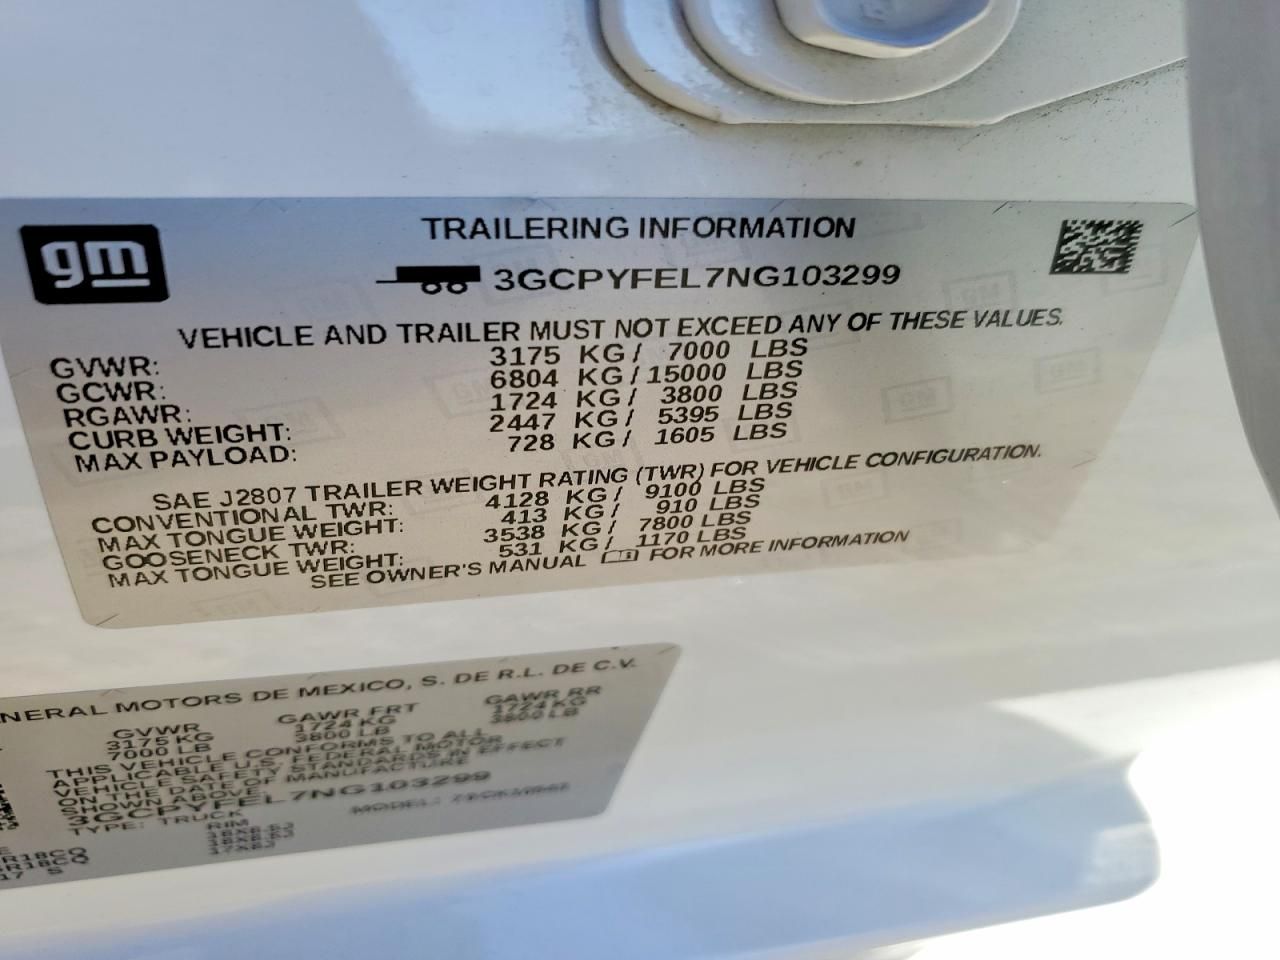 gm
TRAILERING INFORMATION
3GCPYFEL7NG103299
VEHICLE AND TRAILER MUST NOT EXCEED ANY OF THESE VALUES.
GVWR: 3175 KG/ 7000 LBS
GCWR: 6804 KG/ 15000 LBS
RGAWR: 1724 KG/ 3800 LBS
CURB WEIGHT: 2447 KG/ 5395 LBS
MAX PAYLOAD: 728 KG/ 1605 LBS
SAE J2807 TRAILER WEIGHT RATING (TWR) FOR VEHICLE CONFIGURATION.
CONVENTIONAL TWR: 4128 KG/ 9100 LBS
MAX TONGUE WEIGHT: 413 KG/ 910 LBS
GOOSENECK TWR: 3538 KG/ 7800 LBS
MAX TONGUE WEIGHT: 531 KG/ 1170 LBS
SEE OWNER'S MANUAL FOR MORE INFORMATION
NERAL MOTORS DE MEXICO, S. DE R.L. DE C.V.
GVWR GAWR FRT GAWR RR
3175 KG 1724 KG 1724 KG
7000 LB 3800 LB 3800 LB
THIS VEHICLE CONFORMS TO ALL
APPLICABLE U.S. FEDERAL MOTOR
VEHICLE SAFETY STANDARDS IN EFFECT
ON THE DATE OF MANUFACTURE
SHOWN ABOVE.
3GCPYFEL7NG103299
TYPE: TRUCK MODEL:
RIM
R18CQ
R18CQ
17 S